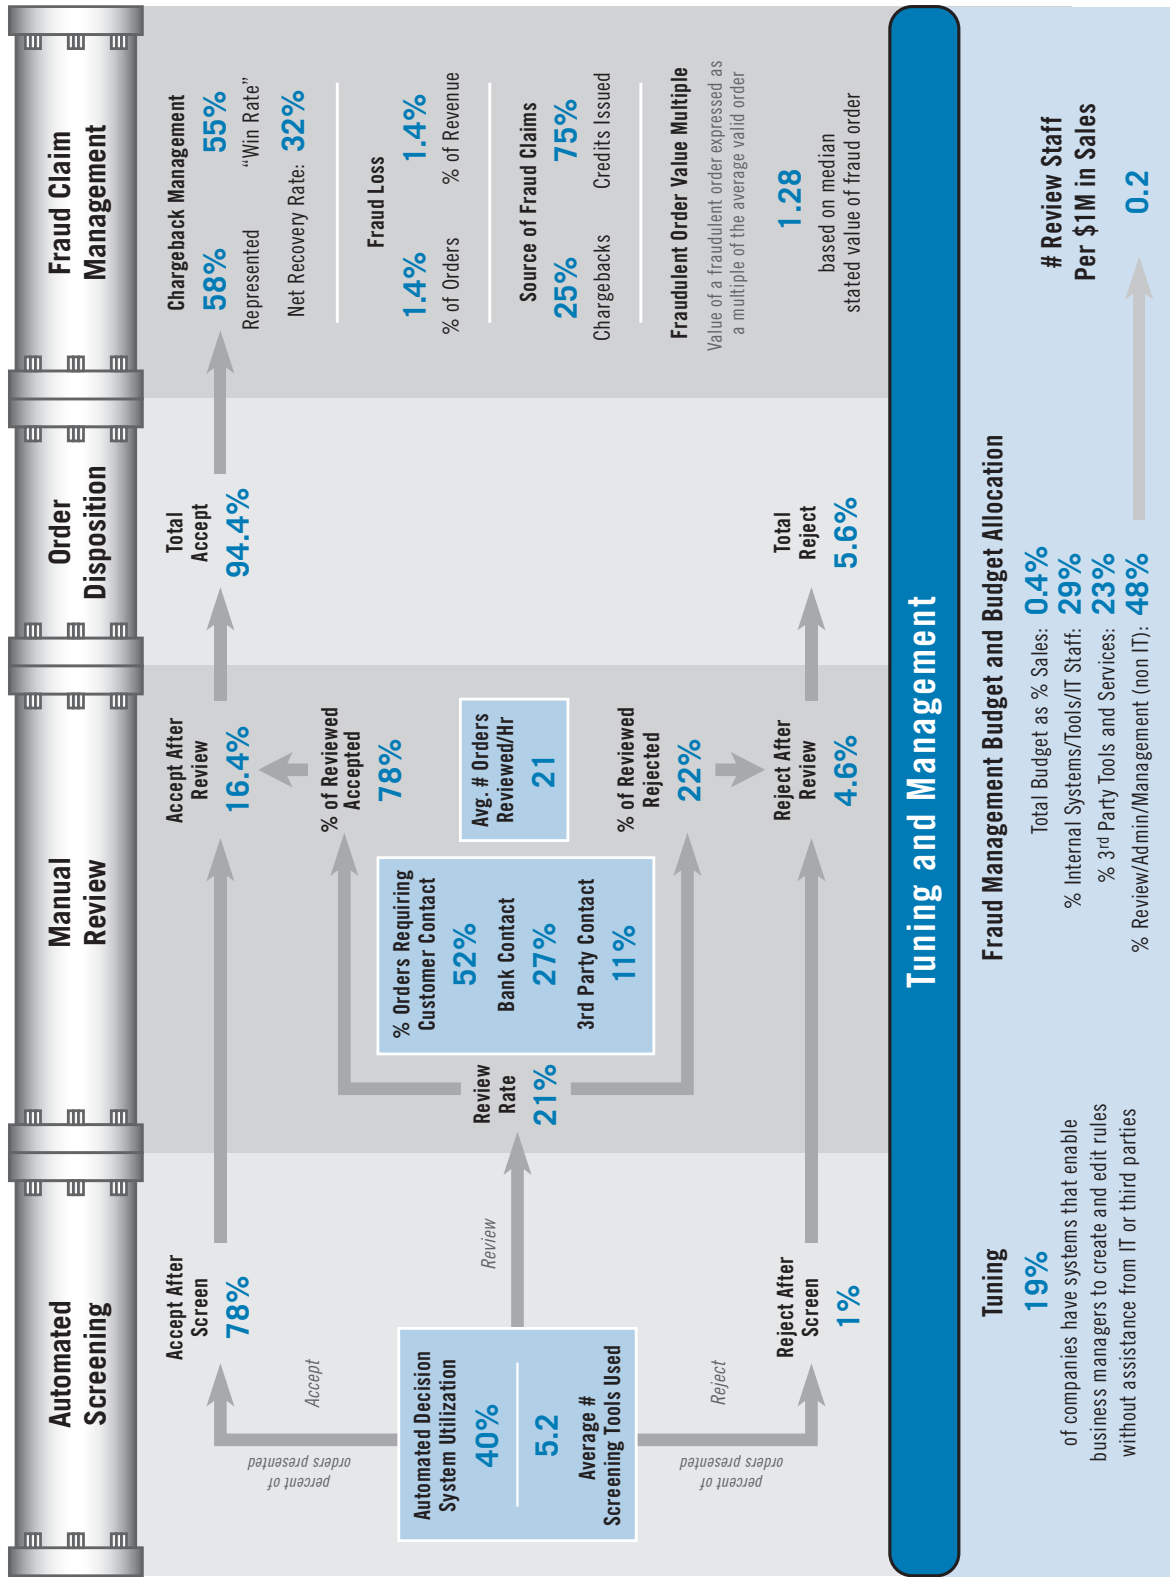 Automated
Screening
Manual
Review
Order
Disposition
Fraud Claim
Management
percent of
orders presented
Accept
Accept After
Screen
78%
Automated Decision
System Utilization
40%
5.2
Average #
Screening Tools Used
Review
percent of
orders presented
Reject
Reject After
Screen
1%
Review
Rate
21%
% Orders Requiring
Customer Contact
52%
Bank Contact
27%
3rd Party Contact
11%
Accept After
Review
16.4%
% of Reviewed
Accepted
78%
Avg. # Orders
Reviewed/Hr
21
% of Reviewed
Rejected
22%
Reject After
Review
4.6%
Total
Accept
94.4%
Total
Reject
5.6%
Chargeback Management
58% 55%
Represented "Win Rate"
Net Recovery Rate: 32%
Fraud Loss
1.4% 1.4%
% of Orders % of Revenue
Source of Fraud Claims
25% 75%
Chargebacks Credits Issued
Fraudulent Order Value Multiple
Value of a fraudulent order expressed as
a multiple of the average valid order
1.28
based on median
stated value of fraud order
Tuning and Management
Tuning
19%
of companies have systems that enable
business managers to create and edit rules
without assistance from IT or third parties
Fraud Management Budget and Budget Allocation
Total Budget as % Sales: 0.4%
% Internal Systems/Tools/IT Staff: 29%
% 3rd Party Tools and Services: 23%
% Review/Admin/Management (non IT): 48%
# Review Staff
Per $1M in Sales
0.2